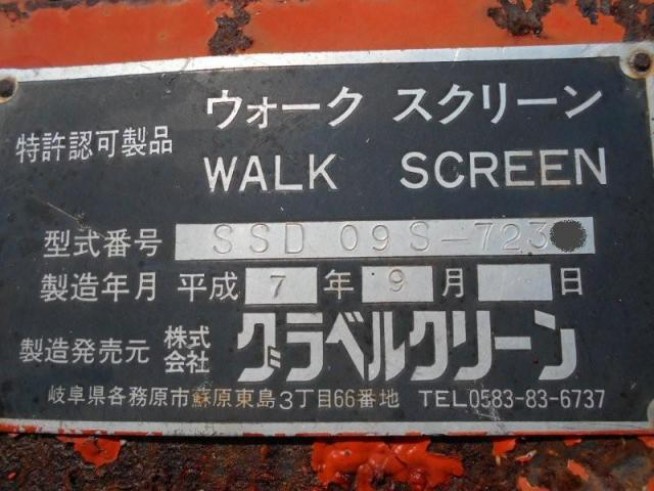 ウォーク スクリーン
特許認可製品
WALK SCREEN
型式番号 SSD 09S-723
製造年月 平成 7 年 9 月 日
製造発売元 株式会社 グラベルクリーン
岐阜県各務原市蘇原東島3丁目66番地 TEL0583-83-6737